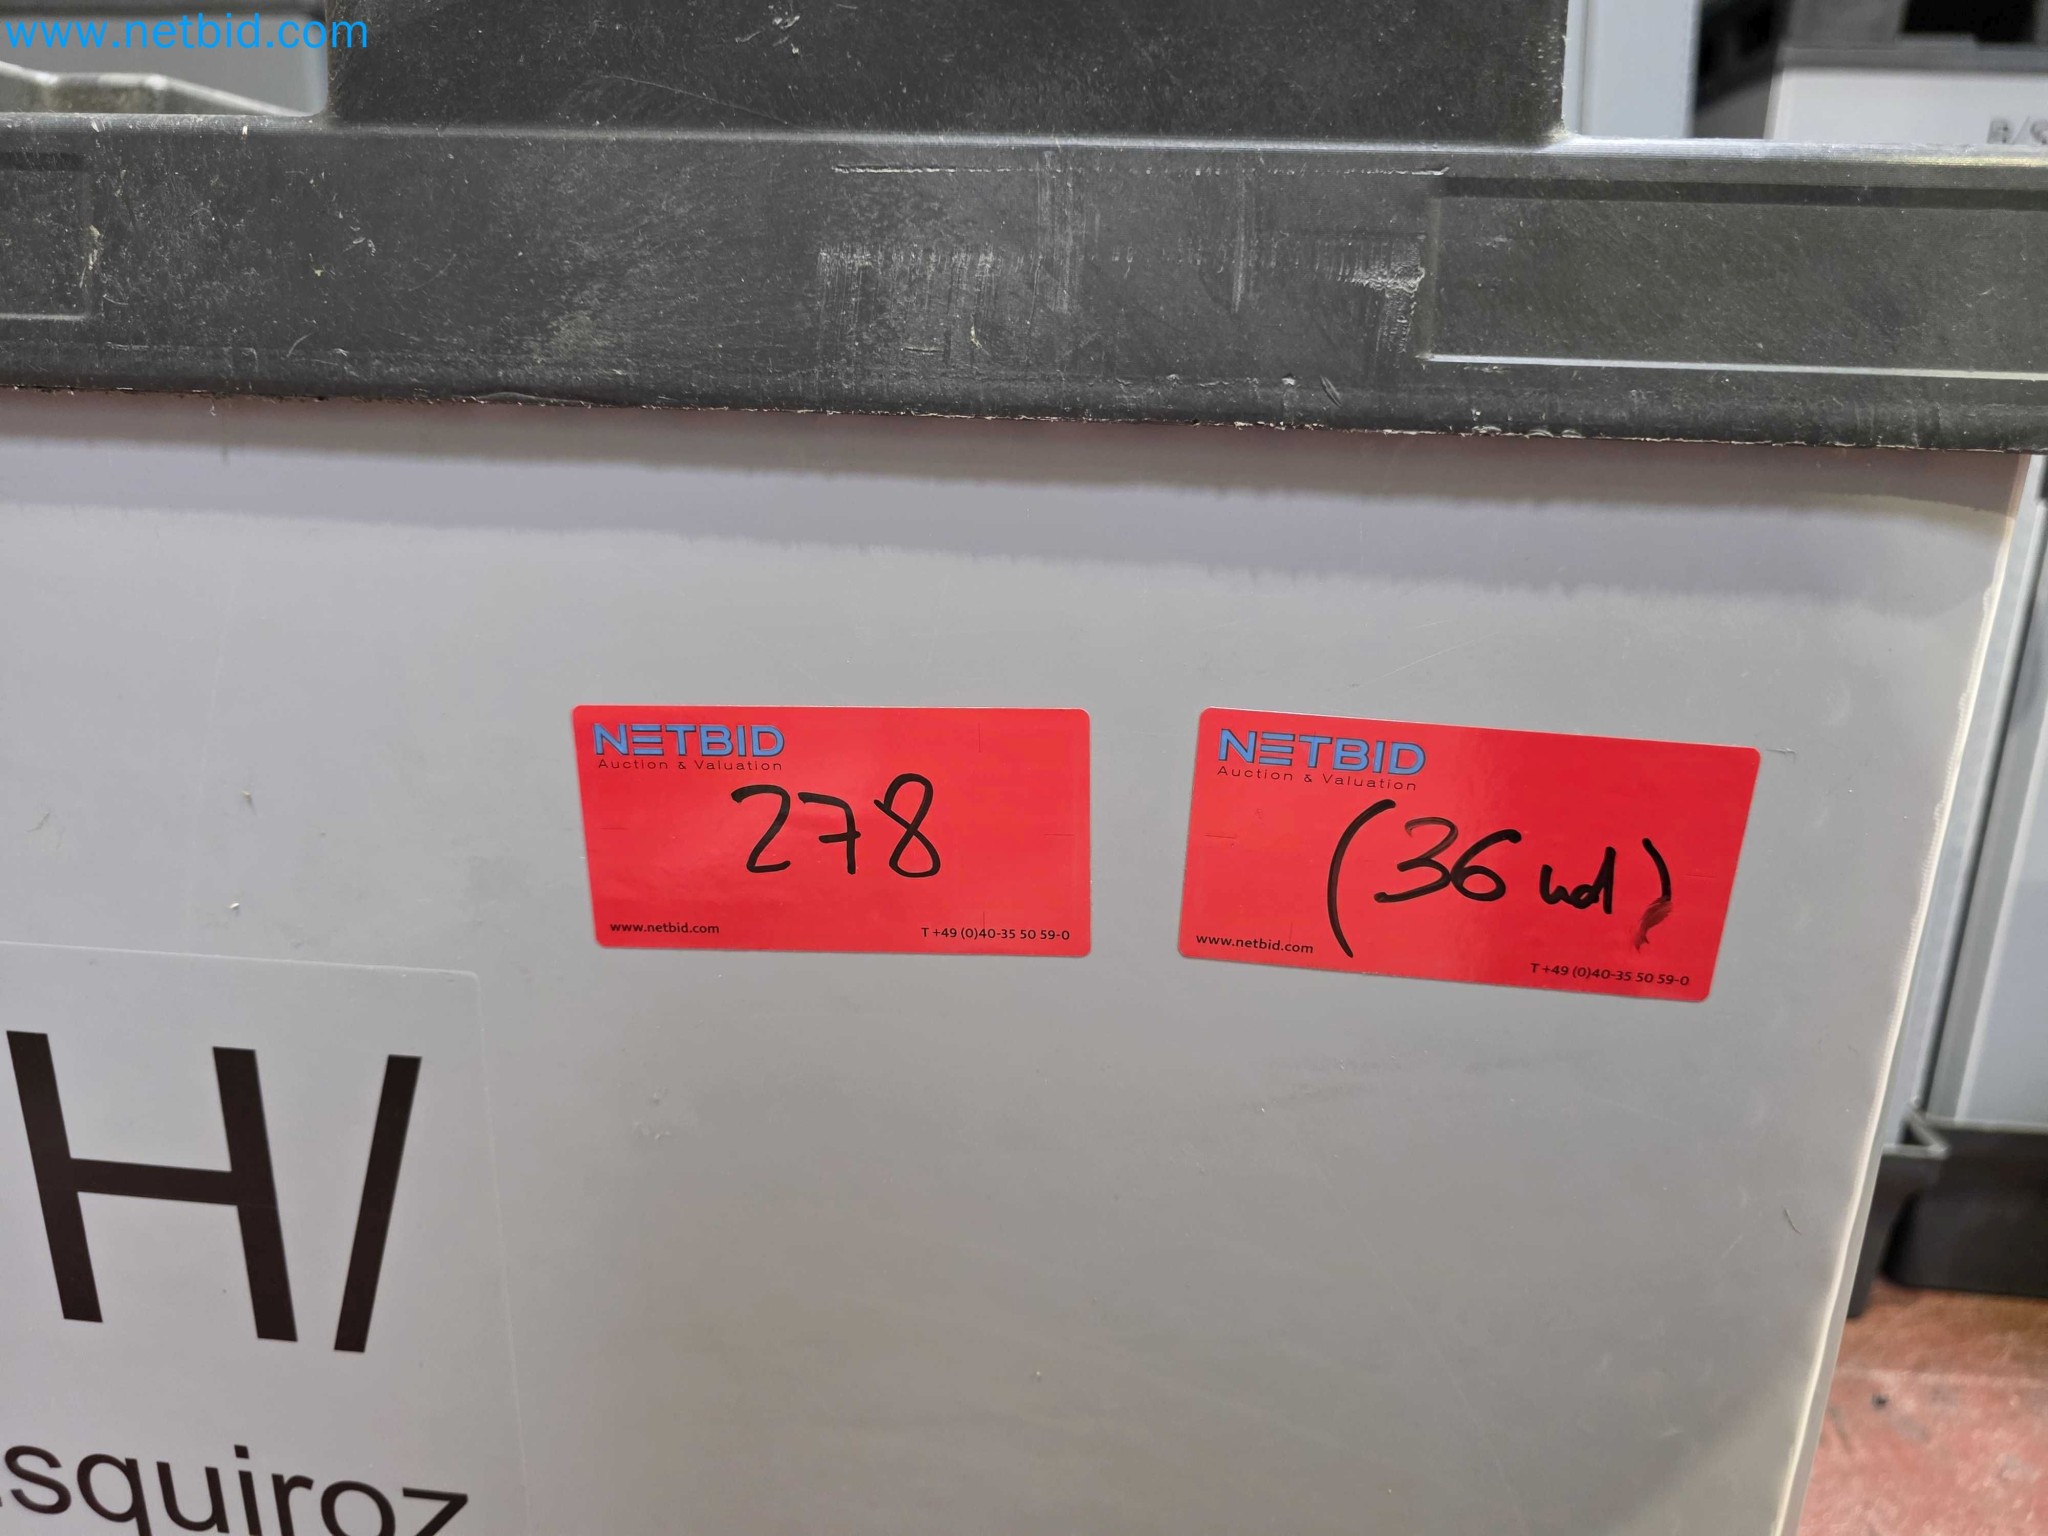 www.netbid.com
NETBID
Auction & Valuation
278
www.netbid.com
T +49 (0)40-35 50 59-0
NETBID
Auction & Valuation
(36 ud)
www.netbid.com
T +49 (0)40-35 50 59-0
H/
squiroz